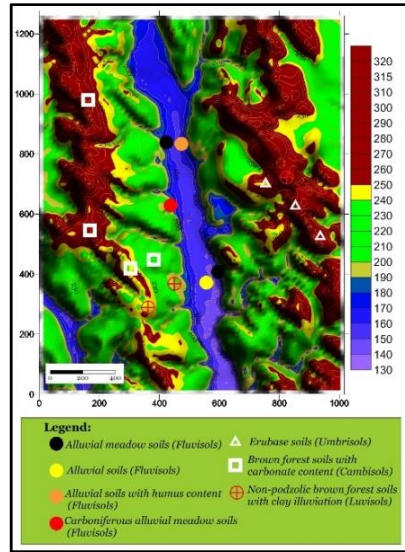 1200
1000
800
600
400
200
0
0 200 400 600 800 1000
0 200 400
320
310
300
290
280
270
260
250
240
230
220
210
200
190
180
170
160
150
140
130
Legend:
Alluvial meadow soils (Fluvisols)
Alluvial soils (Fluvisols)
Alluvial soils with humus content
(Fluvisols)
Carboniferous alluvial meadow soils
(Fluvisols)
Erubase soils (Umbrisols)
Brown forest soils with
carbonate content (Cambisols)
Non-podzolic brown forest soils
with clay illuviation (Luvisols)